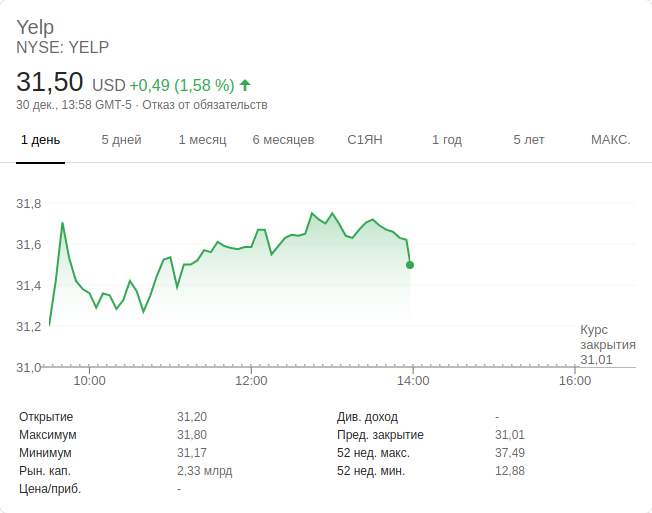 Yelp
NYSE: YELP
31,50 USD +0,49 (1,58 %)
30 дек., 13:58 GMT-5 · Отказ от обязательств
1 день 5 дней 1 месяц 6 месяцев С1ЯН 1 год 5 лет МАКС.
31,8
31,6
31,4
31,2
31,0
Курс
закрытия
31,01
10:00 12:00 14:00 16:00
Открытие 31,20
Максимум 31,80
Минимум 31,17
Рын. кап. 2,33 млрд
Цена/приб. -
Див. доход -
Пред. закрытие 31,01
52 нед. макс. 37,49
52 нед. мин. 12,88